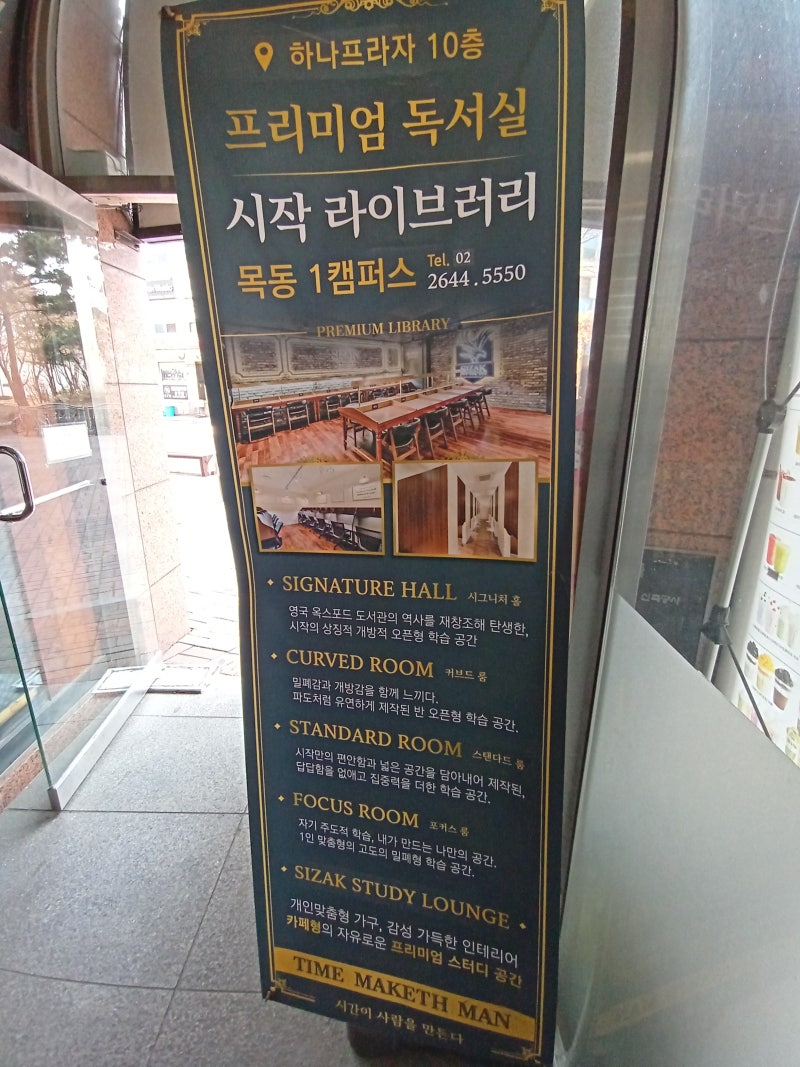 하나프라자 10층
프리미엄 독서실
시작 라이브러리
목동 1캠퍼스 Tel. 02 2644.5550
PREMIUM LIBRARY
SIZAK
SIGNATURE HALL 시그니처 홀
영국 옥스포드 도서관의 역사를 재창조해 탄생한,
시작의 상징적 개방적 오픈형 학습 공간
CURVED ROOM 커브드 룸
밀폐감과 개방감을 함께 느끼다.
파도처럼 유연하게 제작된 반 오픈형 학습 공간.
STANDARD ROOM 스탠다드 룸
시작만의 편안함과 넓은 공간을 담아내어 제작된,
답답함을 없애고 집중력을 더한 학습 공간.
FOCUS ROOM 포커스 룸
자기 주도적 학습, 내가 만드는 나만의 공간.
1인 맞춤형의 고도의 밀폐형 학습 공간.
SIZAK STUDY LOUNGE
개인맞춤형 가구, 감성 가득한 인테리어
카페형의 자유로운 프리미엄 스터디 공간
TIME MAKETH MAN
시간이 사람을 만든다